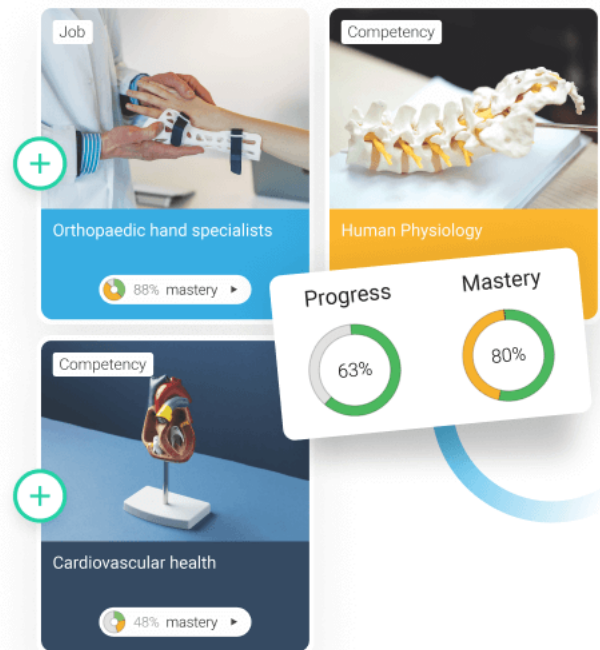 Job
Competency
Orthopaedic hand specialists
Human Physiology
88% mastery
Progress
Mastery
63%
80%
Competency
Cardiovascular health
48% mastery